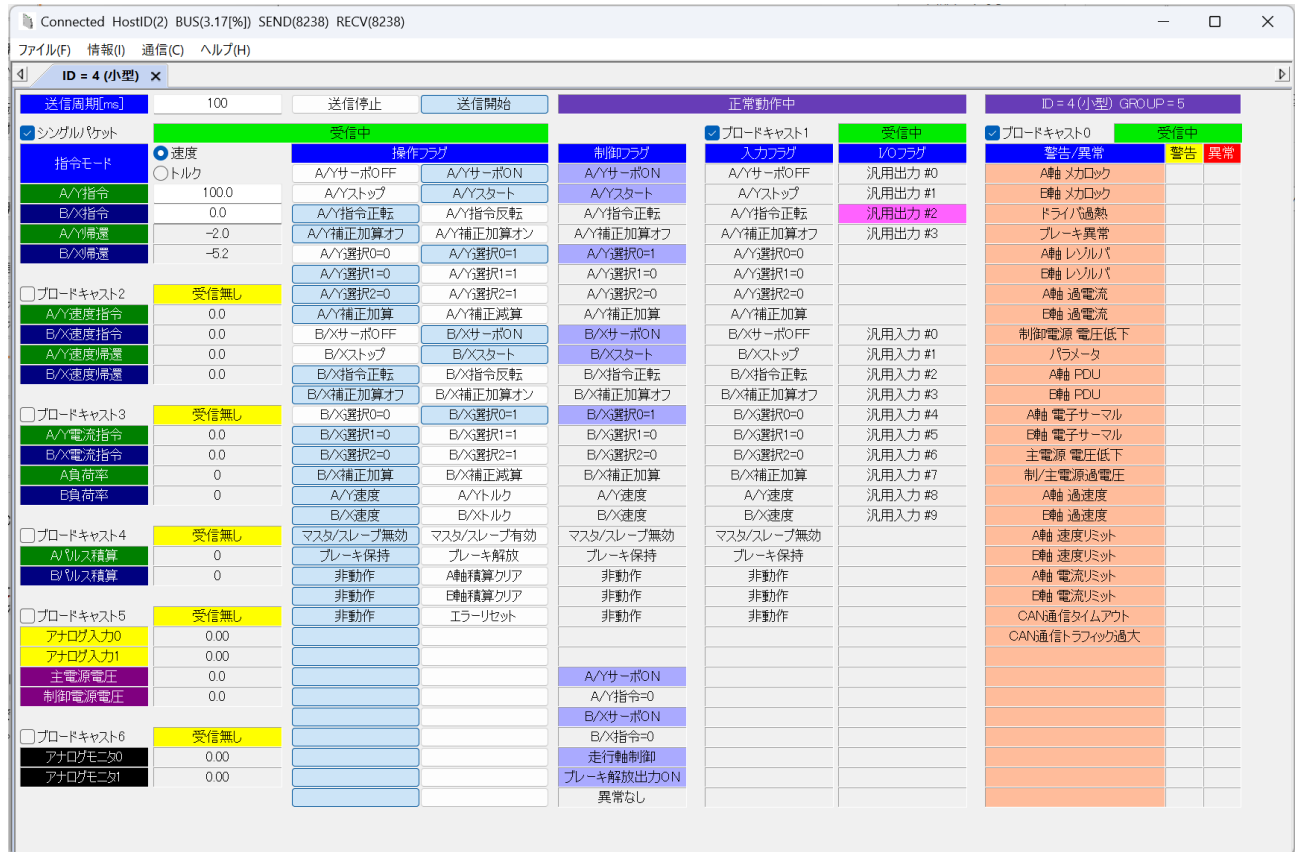 Connected HostID(2) BUS(3.17[%]) SEND(8238) RECV(8238)
ファイル(F) 情報(I) 通信(C) ヘルプ(H)
ID = 4 (小型)
送信周期[ms] 100 送信停止 送信開始 正常動作中 ID = 4 (小型) GROUP = 5
シングルパケット 受信中 ブロードキャスト1 受信中 ブロードキャスト0 受信中
指令モード 速度 操作フラグ 制御フラグ 入力フラグ I/Oフラグ 警告/異常 警告 異常
トルク A/YサーボOFF A/YサーボON A/YサーボON A/YサーボOFF 汎用出力 #0 A軸 メカロック
A/Y指令 100.0 A/Yストップ A/Yスタート A/Yスタート A/Yストップ 汎用出力 #1 B軸 メカロック
B/X指令 0.0 A/Y指令正転 A/Y指令反転 A/Y指令正転 A/Y指令正転 汎用出力 #2 ドライバ過熱
A/Y帰還 −2.0 A/Y補正加算オフ A/Y補正加算オン A/Y補正加算オフ A/Y補正加算オフ 汎用出力 #3 ブレーキ異常
B/X帰還 −5.2 A/Y選択0=0 A/Y選択0=1 A/Y選択0=1 A/Y選択0=0 A軸 レゾルバ
A/Y選択1=0 A/Y選択1=1 A/Y選択1=0 A/Y選択1=0 B軸 レゾルバ
ブロードキャスト2 受信無し A/Y選択2=0 A/Y選択2=1 A/Y選択2=0 A/Y選択2=0 A軸 過電流
A/Y速度指令 0.0 A/Y補正加算 A/Y補正減算 A/Y補正加算 A/Y補正加算 B軸 過電流
B/X速度指令 0.0 B/XサーボOFF B/XサーボON B/XサーボON B/XサーボOFF 汎用入力 #0 制御電源 電圧低下
A/Y速度帰還 0.0 B/Xストップ B/Xスタート B/Xスタート B/Xストップ 汎用入力 #1 パラメータ
B/X速度帰還 0.0 B/X指令正転 B/X指令反転 B/X指令正転 B/X指令正転 汎用入力 #2 A軸 PDU
B/X補正加算オフ B/X補正加算オン B/X補正加算オフ B/X補正加算オフ 汎用入力 #3 B軸 PDU
ブロードキャスト3 受信無し B/X選択0=0 B/X選択0=1 B/X選択0=1 B/X選択0=0 汎用入力 #4 A軸 電子サーマル
A/Y電流指令 0.0 B/X選択1=0 B/X選択1=1 B/X選択1=0 B/X選択1=0 汎用入力 #5 B軸 電子サーマル
B/X電流指令 0.0 B/X選択2=0 B/X選択2=1 B/X選択2=0 B/X選択2=0 汎用入力 #6 主電源 電圧低下
A負荷率 0 B/X補正加算 B/X補正減算 B/X補正加算 B/X補正加算 汎用入力 #7 制/主電源過電圧
B負荷率 0 A/Y速度 A/Yトルク A/Y速度 A/Y速度 汎用入力 #8 A軸 過速度
B/X速度 B/Xトルク B/X速度 B/X速度 汎用入力 #9 B軸 過速度
ブロードキャスト4 受信無し マスタ/スレーブ無効 マスタ/スレーブ有効 マスタ/スレーブ無効 マスタ/スレーブ無効 A軸 速度リミット
Aパルス積算 0 ブレーキ保持 ブレーキ解放 ブレーキ保持 ブレーキ保持 B軸 速度リミット
Bパルス積算 0 非動作 A軸積算クリア 非動作 非動作 A軸 電流リミット
非動作 B軸積算クリア 非動作 非動作 B軸 電流リミット
ブロードキャスト5 受信無し 非動作 エラーリセット 非動作 非動作 CAN通信タイムアウト
アナログ入力0 0.00 CAN通信トラフィック過大
アナログ入力1 0.00
主電源電圧 0.0 A/YサーボON
制御電源電圧 0.0 A/Y指令=0
B/XサーボON
ブロードキャスト6 受信無し B/X指令=0
アナログモニタ0 0.00 走行軸制御
アナログモニタ1 0.00 ブレーキ解放出力ON
異常なし